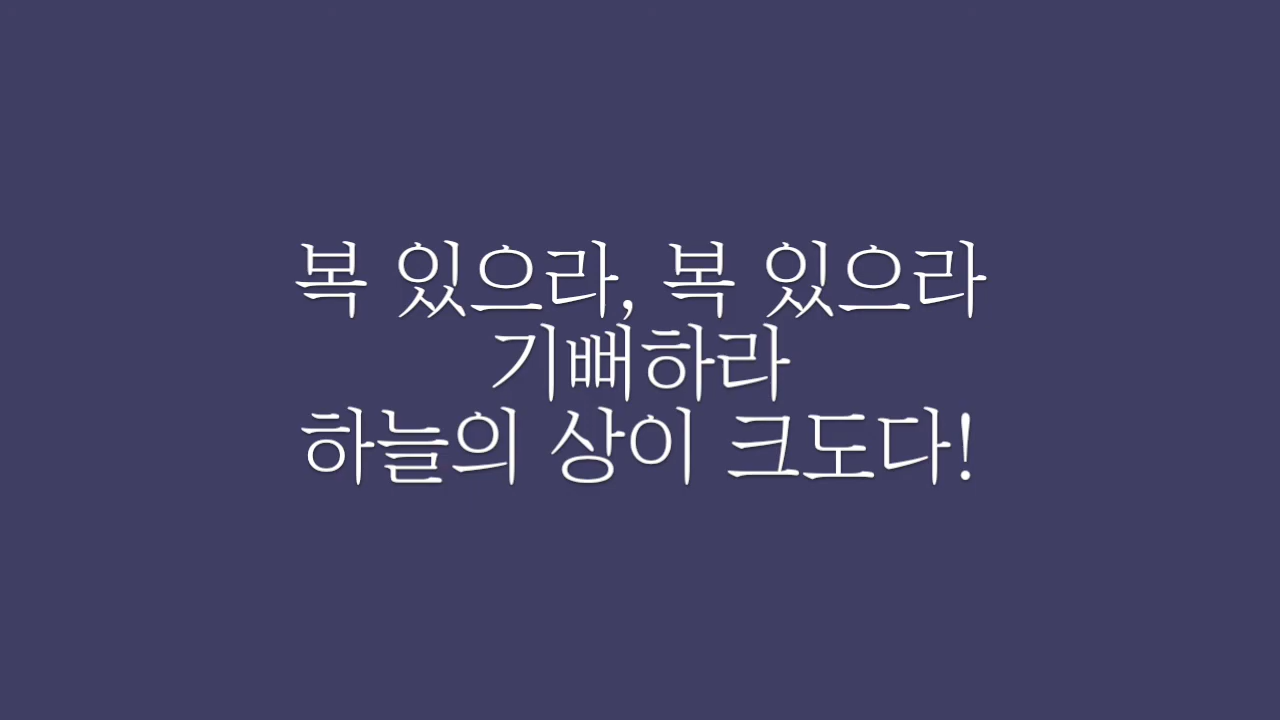 복 있으라, 복 있으라
기뻐하라
하늘의 상이 크도다!